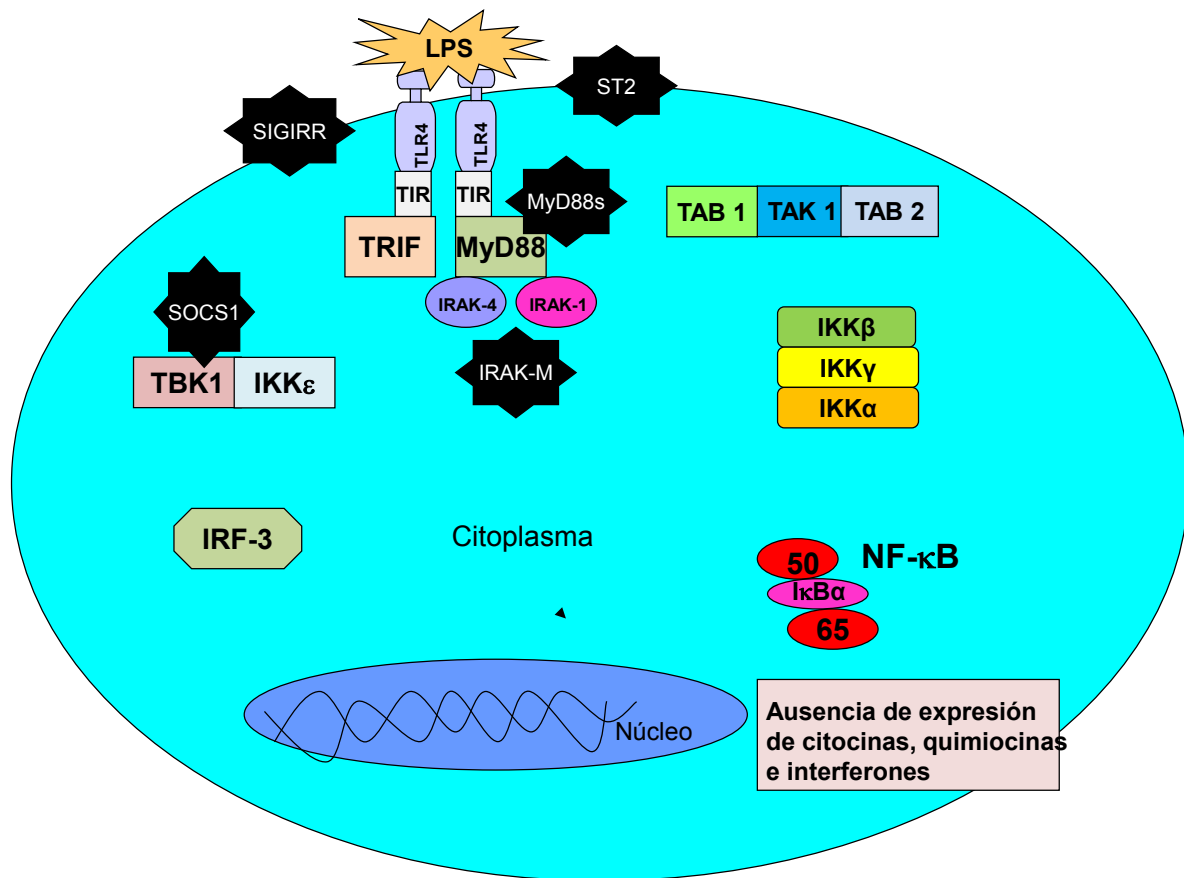 LPS
ST2
SIGIRR
TLR4
TLR4
TIR
TIR
MyD88s
TAB 1
TAK 1
TAB 2
TRIF
MyD88
IRAK-4
IRAK-1
SOCS1
IKKβ
IKKγ
IKKα
TBK1
IKKε
IRAK-M
IRF-3
Citoplasma
50
NF-κB
IκBα
65
Núcleo
Ausencia de expresión
de citocinas, quimiocinas
e interferones